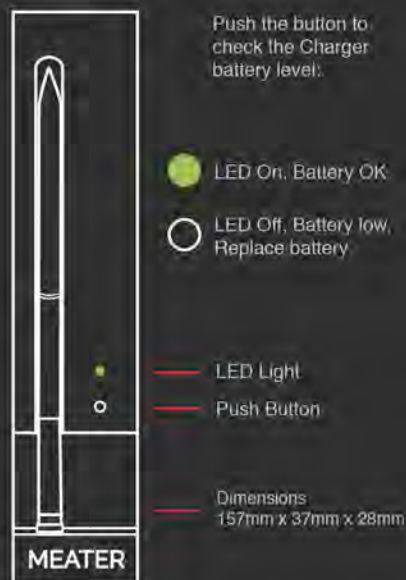 Push the button to
check the Charger
battery level:
LED On, Battery OK
LED Off, Battery low,
Replace battery
LED Light
Push Button
Dimensions
157mm x 37mm x 28mm
MEATER